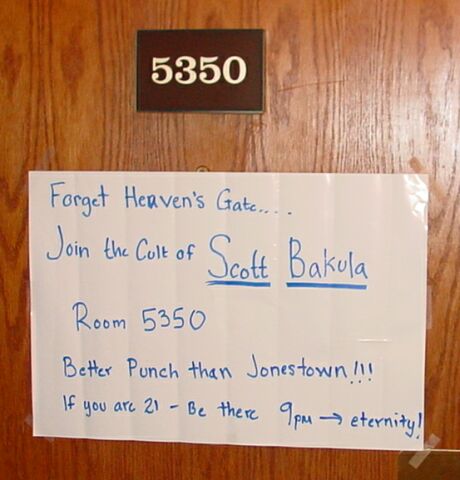 5350
Forget Heaven's Gate....
Join the Cult of Scott Bakula
Room 5350
Better Punch than Jonestown!!!
If you are 21 - Be there 9pm → eternity!